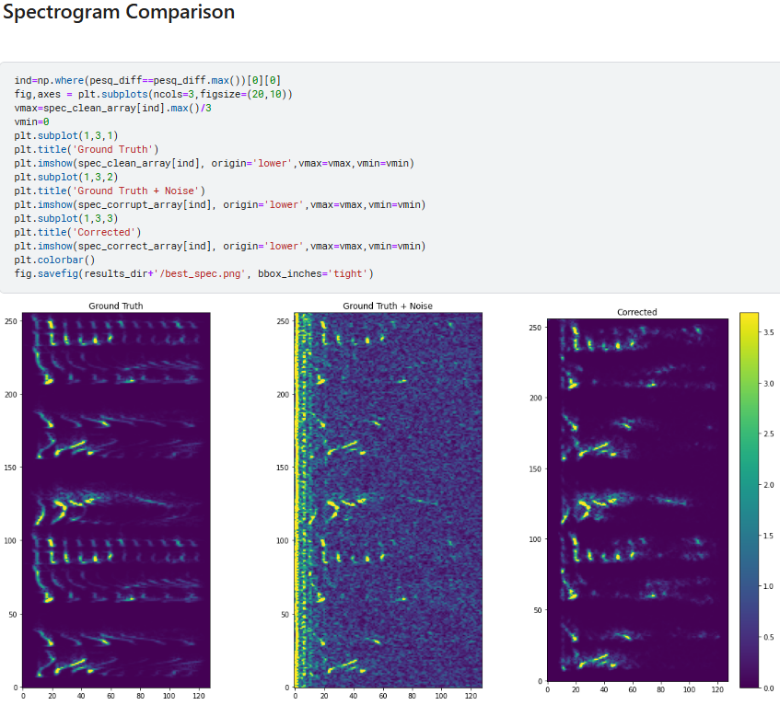 Spectrogram Comparison
ind=np.where(pesq_diff==pesq_diff.max())[0][0]
fig,axes = plt.subplots(ncols=3,figsize=(20,10))
vmax=spec_clean_array[ind].max()/3
vmin=0
plt.subplot(1,3,1)
plt.title('Ground Truth')
plt.imshow(spec_clean_array[ind], origin='lower',vmax=vmax,vmin=vmin)
plt.subplot(1,3,2)
plt.title('Ground Truth + Noise')
plt.imshow(spec_corrupt_array[ind], origin='lower',vmax=vmax,vmin=vmin)
plt.subplot(1,3,3)
plt.title('Corrected')
plt.imshow(spec_correct_array[ind], origin='lower',vmax=vmax,vmin=vmin)
plt.colorbar()
fig.savefig(results_dir+'/best_spec.png', bbox_inches='tight')
Ground Truth
250
200
150
100
50
0
0 20 40 60 80 100 120
Ground Truth + Noise
250
200
150
100
50
0
0 20 40 60 80 100 120
Corrected
250
200
150
100
50
0
0 20 40 60 80 100 120
3.5
3.0
2.5
2.0
1.5
1.0
0.5
0.0